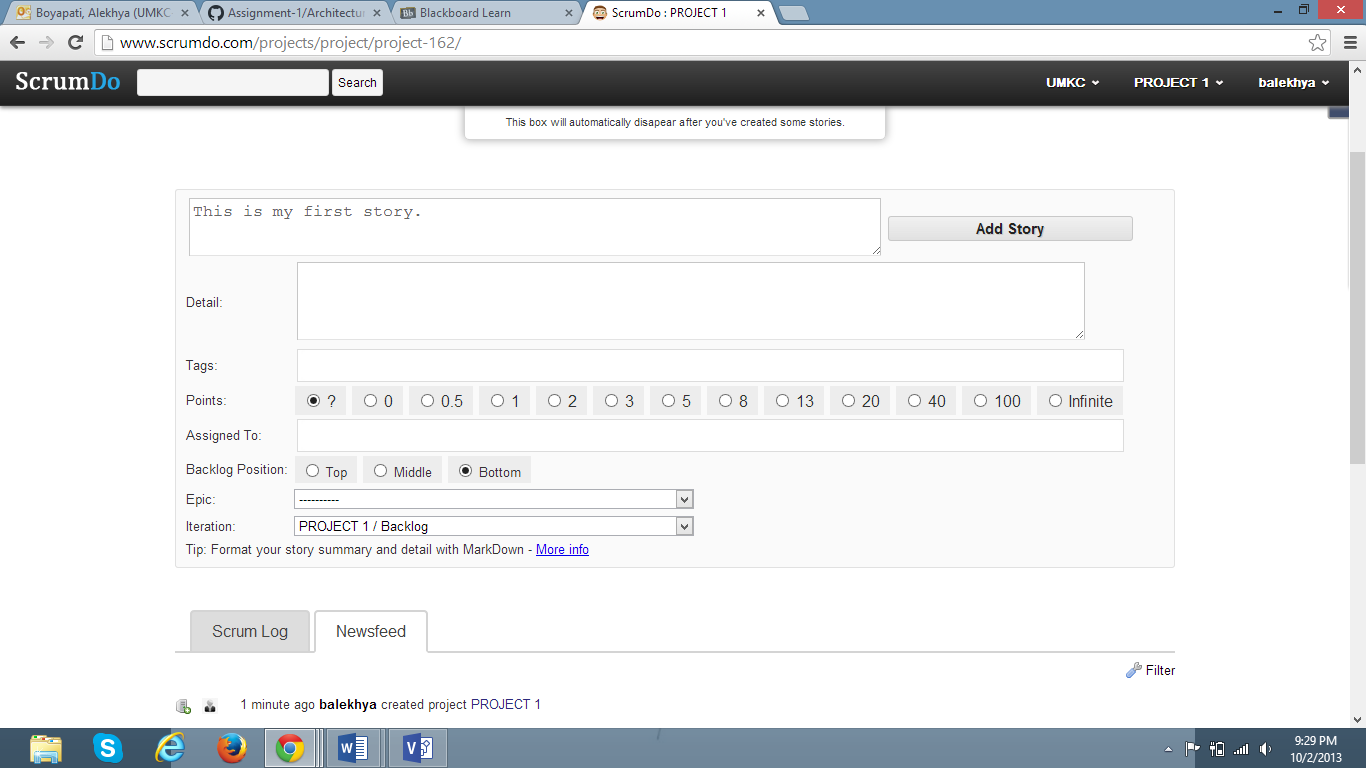 Boyapati, Alekhya (UMKC
Assignment-1/Architectur
Bb Blackboard Learn
ScrumDo : PROJECT 1
www.scrumdo.com/projects/project/project-162/
ScrumDo
Search
UMKC
PROJECT 1
balekhya
This box will automatically disapear after you've created some stories.
This is my first story.
Add Story
Detail:
Tags:
Points: ? 0 0.5 1 2 3 5 8 13 20 40 100 Infinite
Assigned To:
Backlog Position: Top Middle Bottom
Epic: ----------
Iteration: PROJECT 1 / Backlog
Tip: Format your story summary and detail with MarkDown - More info
Scrum Log
Newsfeed
Filter
1 minute ago balekhya created project PROJECT 1
9:29 PM
10/2/2013